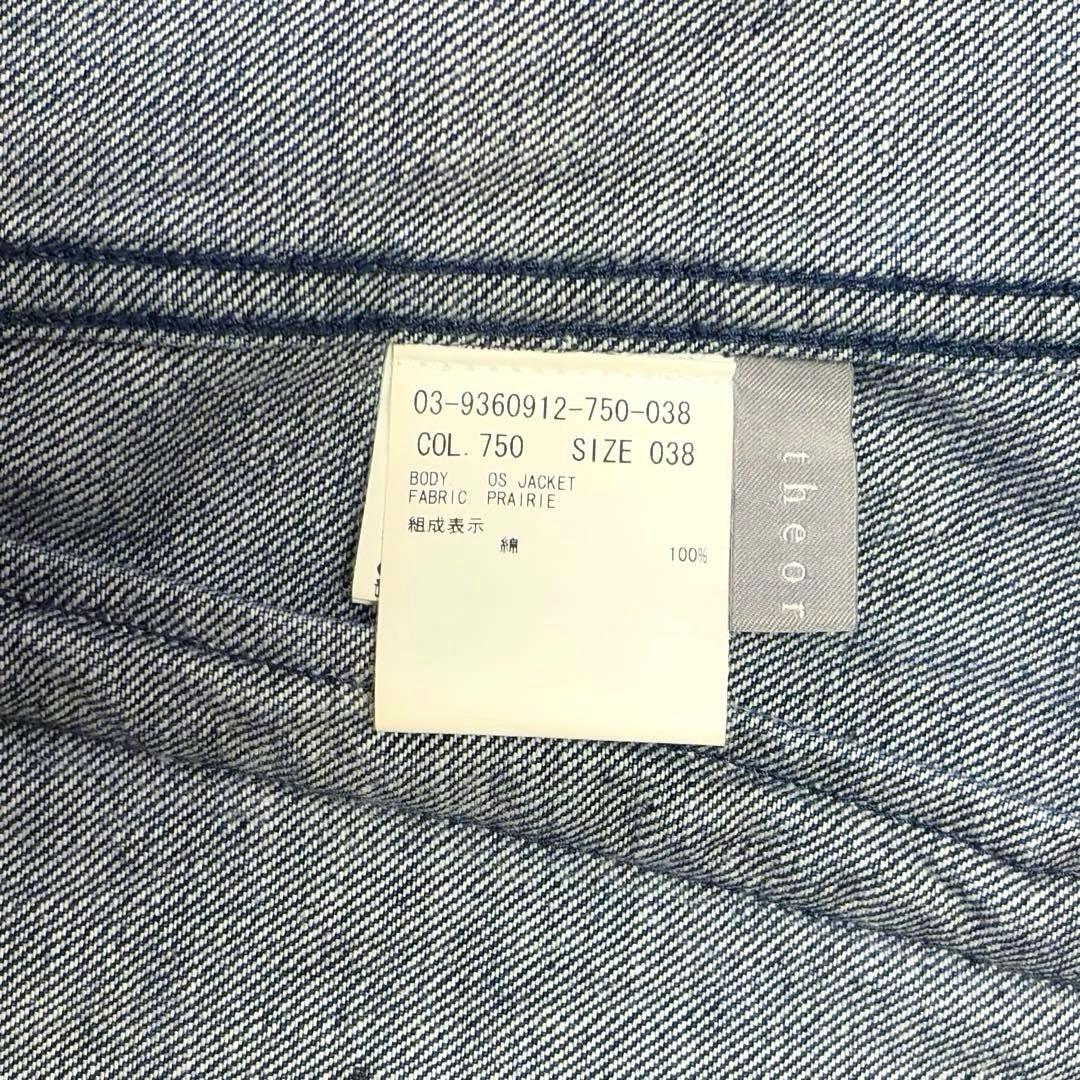 03-9360912-750-038
COL. 750 SIZE 038
BODY. OS JACKET
FABRIC PRAIRIE
組成表示
綿 100%
theor